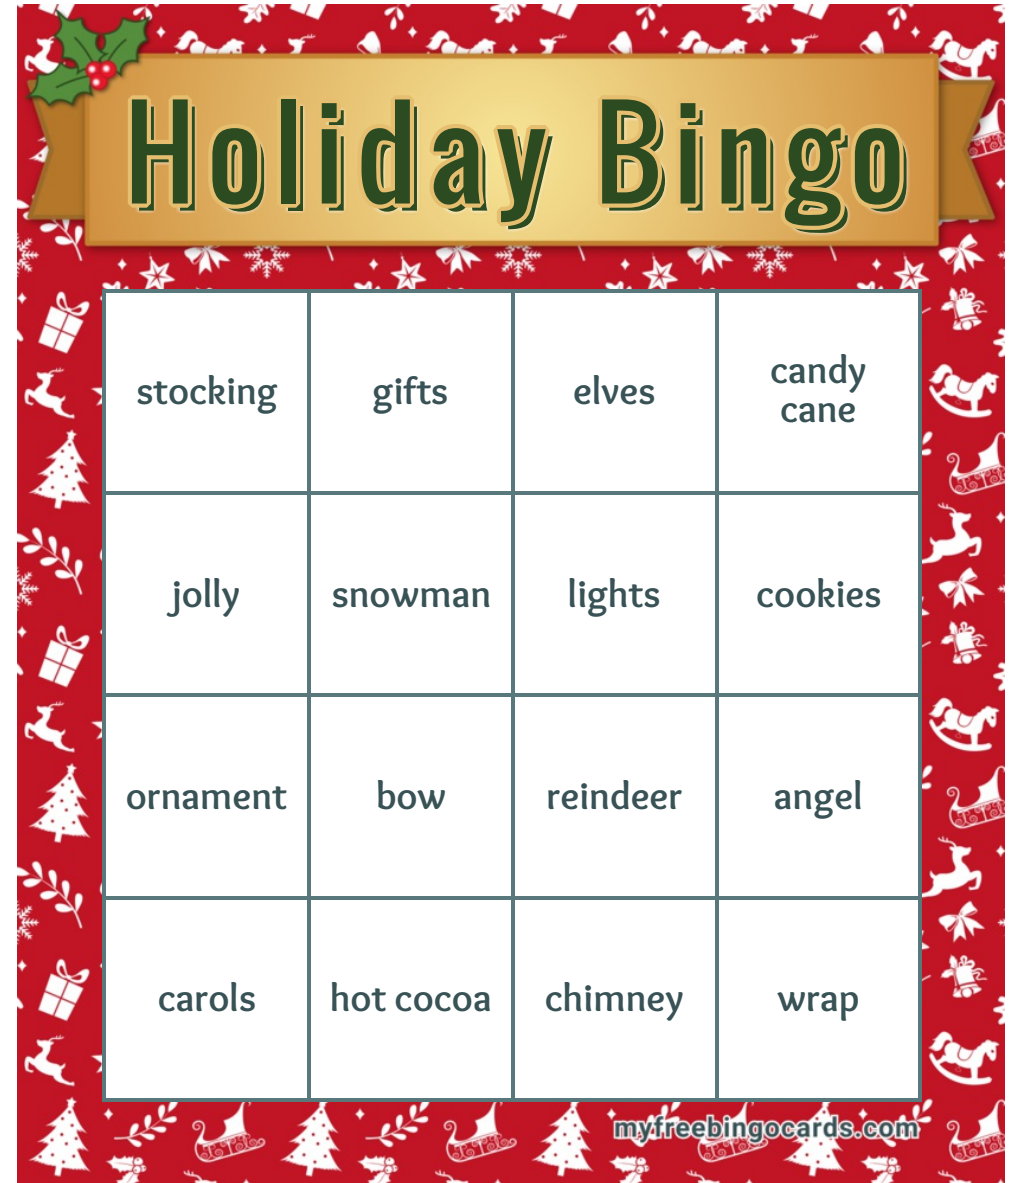 Holiday Bingo
stocking
gifts
elves
candy
cane
jolly
snowman
lights
cookies
ornament
bow
reindeer
angel
carols
hot cocoa
chimney
wrap
myfreebingocards.com